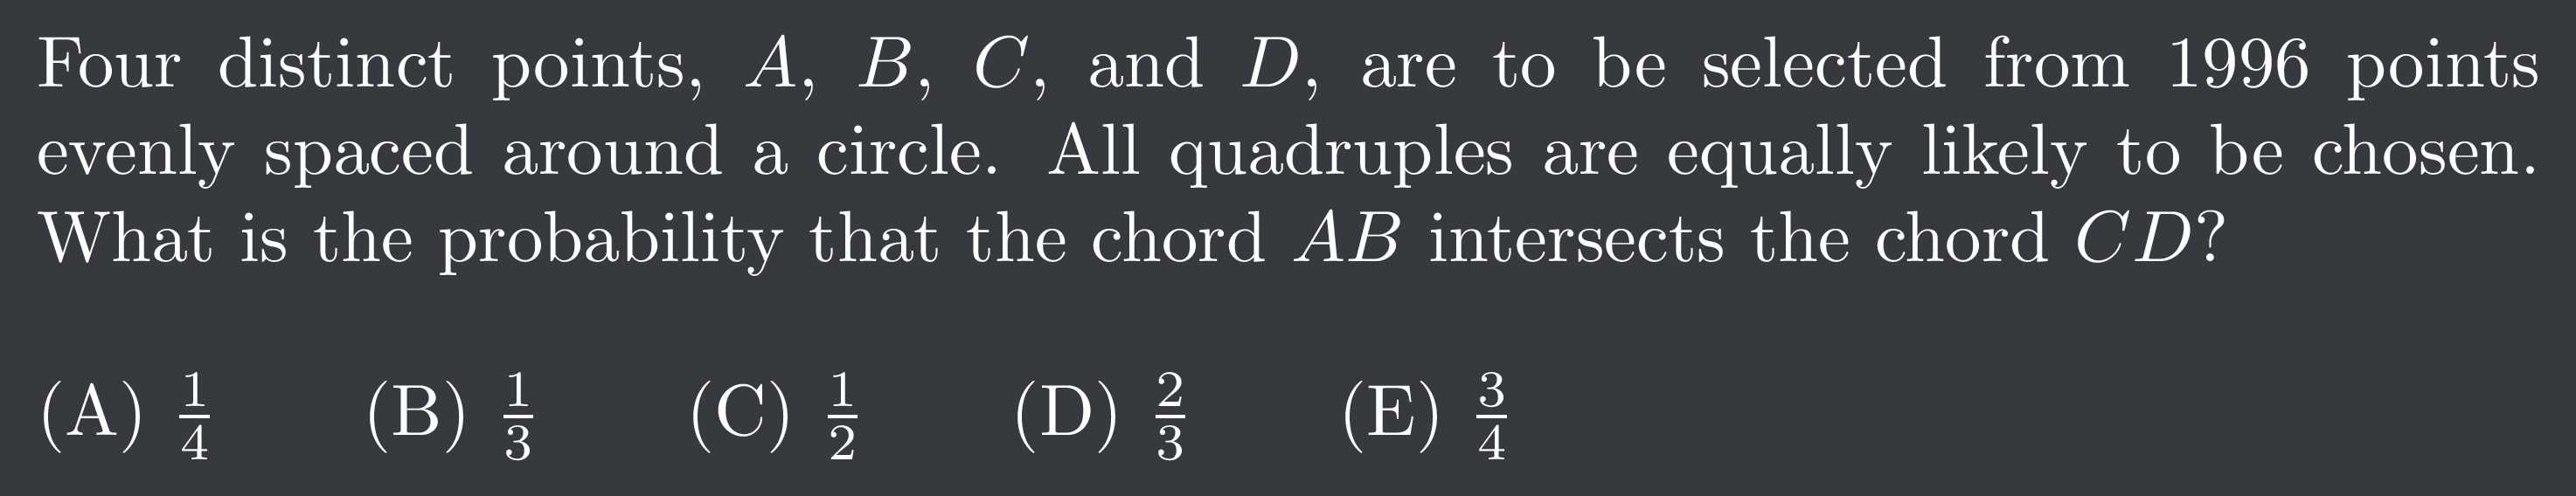 Four distinct points, A, B, C, and D, are to be selected from 1996 points
evenly spaced around a circle. All quadruples are equally likely to be chosen.
What is the probability that the chord AB intersects the chord CD?
(A) 1/4 (B) 1/3 (C) 1/2 (D) 2/3 (E) 3/4